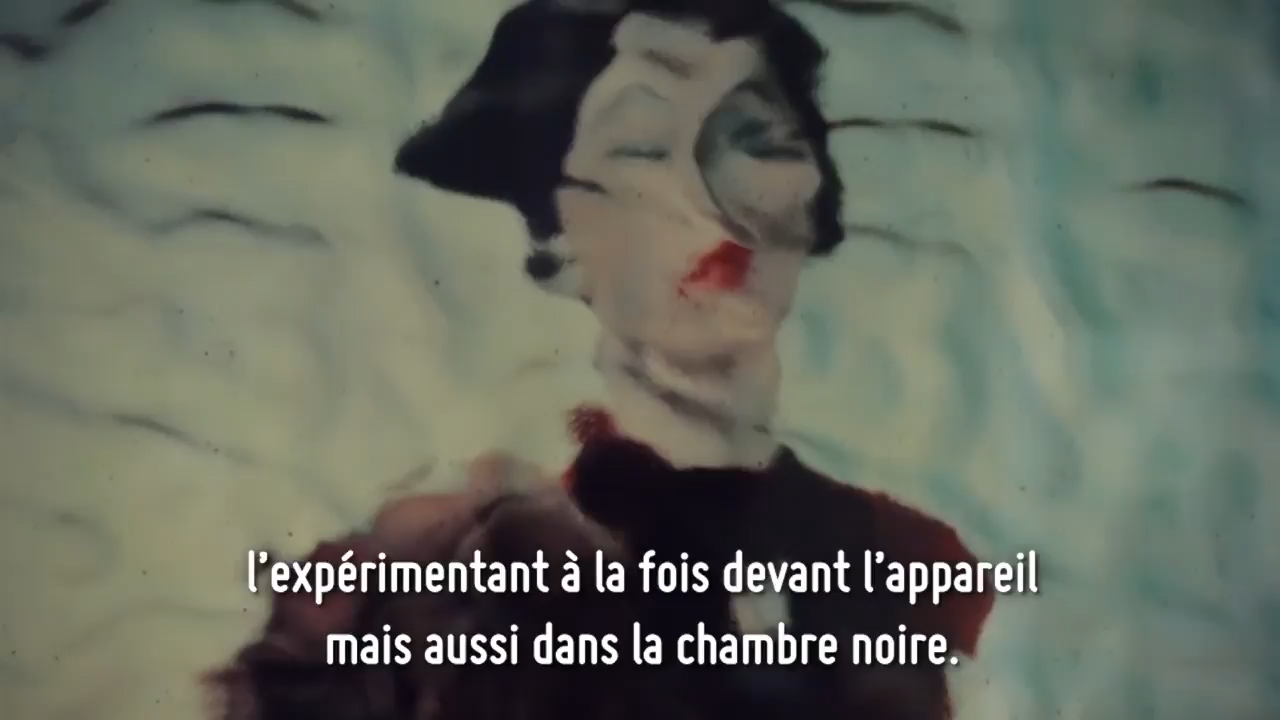 l'expérimentant à la fois devant l'appareil
mais aussi dans la chambre noire.